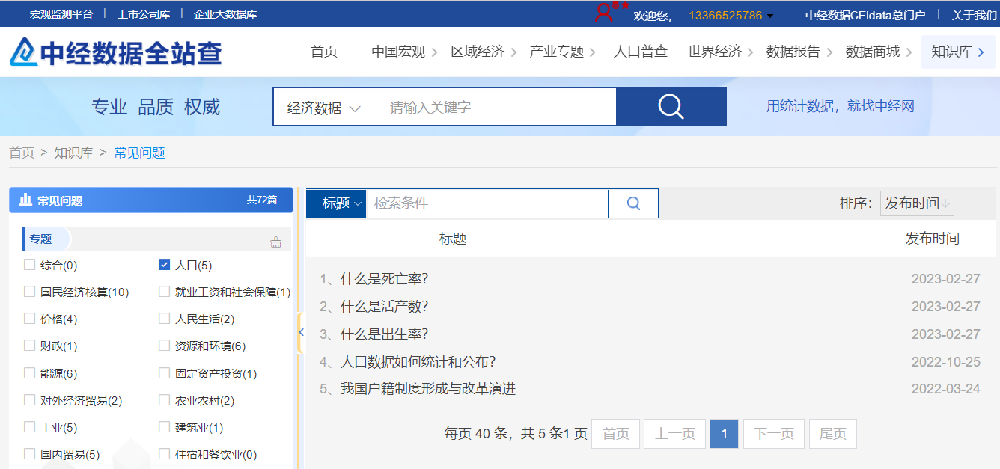 宏观监测平台 | 上市公司库 | 企业大数据库 欢迎您， 13366525786 中经数据CEIdata总门户 | 关于我们
中经数据全站查 首页 中国宏观 区域经济 产业专题 人口普查 世界经济 数据报告 数据商城 知识库
专业 品质 权威 经济数据 请输入关键字 用统计数据，就找中经网
首页 > 知识库 > 常见问题
常见问题 共72篇
专题
综合(0) 人口(5)
国民经济核算(10) 就业工资和社会保障(1)
价格(4) 人民生活(2)
财政(1) 资源和环境(6)
能源(6) 固定资产投资(1)
对外经济贸易(2) 农业农村(2)
工业(5) 建筑业(1)
国内贸易(5) 住宿和餐饮业(0)
标题 检索条件 排序： 发布时间↓
标题 发布时间
1、什么是死亡率? 2023-02-27
2、什么是活产数? 2023-02-27
3、什么是出生率? 2023-02-27
4、人口数据如何统计和公布? 2022-10-25
5、我国户籍制度形成与改革演进 2022-03-24
每页 40 条，共 5 条1 页 首页 上一页 1 下一页 尾页